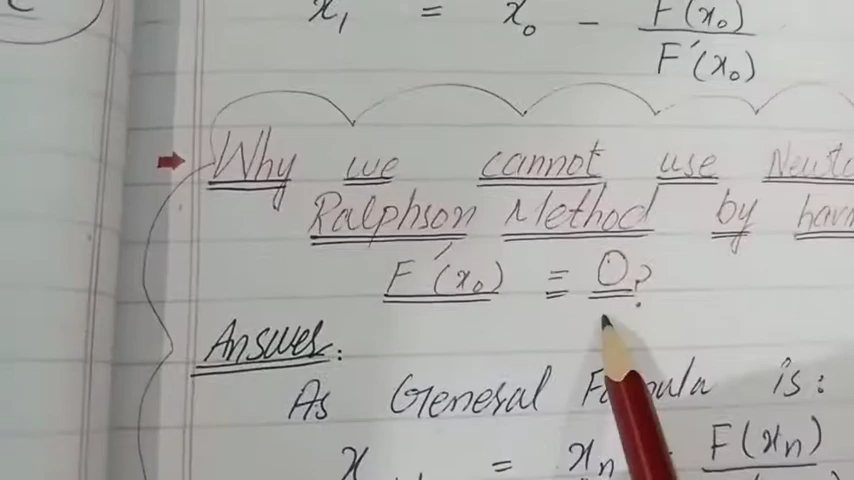 x₁ = x₀ - F(x₀)/F′(x₀)
Why we cannot use
Ralphson Method by
F′(x₀) = 0?
Answer:
As General Formula is:
x = xₙ F(xₙ)